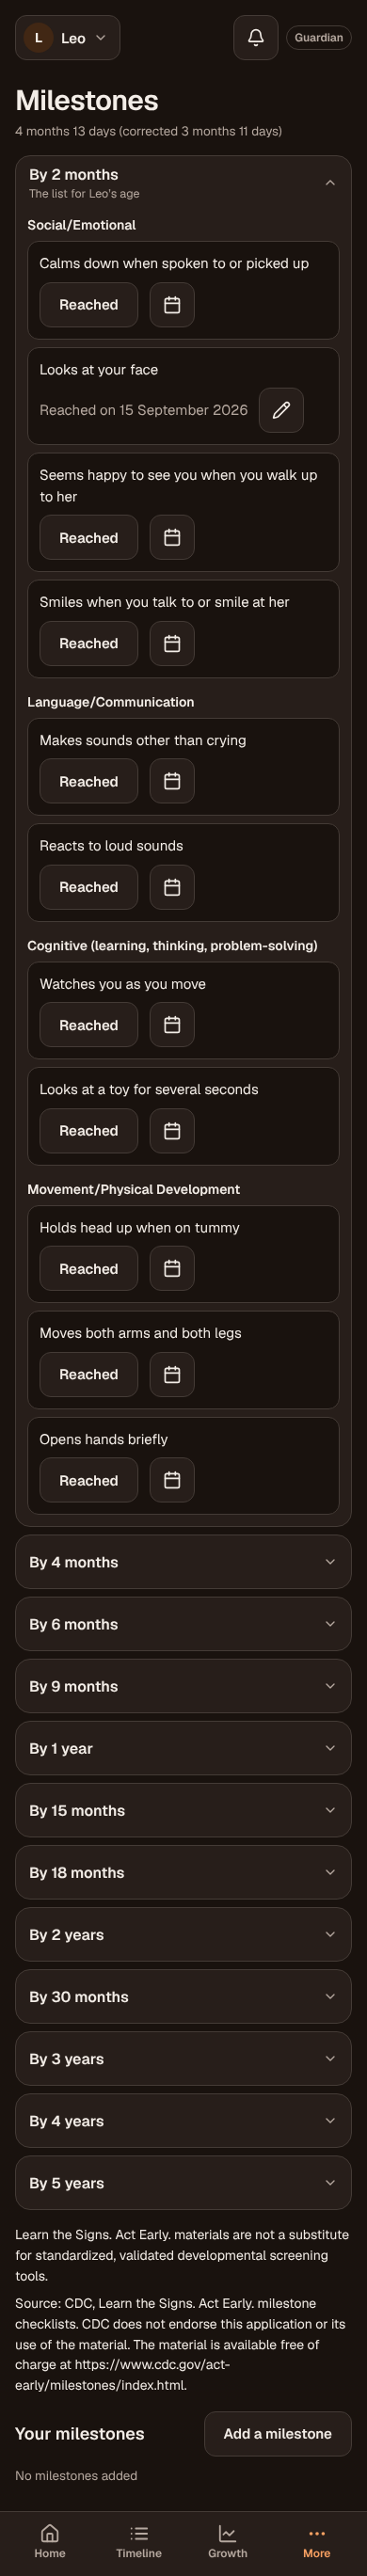 L Leo
Guardian
Milestones
4 months 13 days (corrected 3 months 11 days)
By 2 months
The list for Leo's age
Social/Emotional
Calms down when spoken to or picked up
Reached
Looks at your face
Reached on 15 September 2026
Seems happy to see you when you walk up
to her
Reached
Smiles when you talk to or smile at her
Reached
Language/Communication
Makes sounds other than crying
Reached
Reacts to loud sounds
Reached
Cognitive (learning, thinking, problem-solving)
Watches you as you move
Reached
Looks at a toy for several seconds
Reached
Movement/Physical Development
Holds head up when on tummy
Reached
Moves both arms and both legs
Reached
Opens hands briefly
Reached
By 4 months
By 6 months
By 9 months
By 1 year
By 15 months
By 18 months
By 2 years
By 30 months
By 3 years
By 4 years
By 5 years
Learn the Signs. Act Early. materials are not a substitute
for standardized, validated developmental screening
tools.
Source: CDC, Learn the Signs. Act Early. milestone
checklists. CDC does not endorse this application or its
use of the material. The material is available free of
charge at https://www.cdc.gov/act-
early/milestones/index.html.
Your milestones
Add a milestone
No milestones added
Home
Timeline
Growth
More